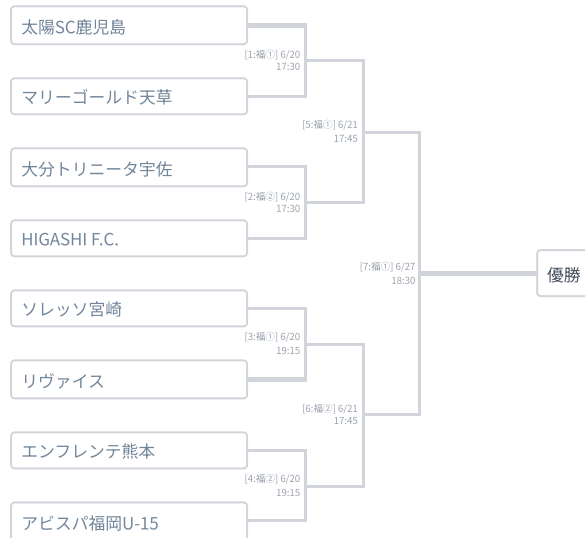 太陽SC鹿児島
[1:福①] 6/20
17:30
マリーゴールド天草
[5:福①] 6/21
17:45
大分トリニータ宇佐
[2:福②] 6/20
17:30
HIGASHI F.C.
[7:福①] 6/27
18:30
優勝
ソレッソ宮崎
[3:福①] 6/20
19:15
リヴァイス
[6:福②] 6/21
17:45
エンフレンテ熊本
[4:福②] 6/20
19:15
アビスパ福岡U-15